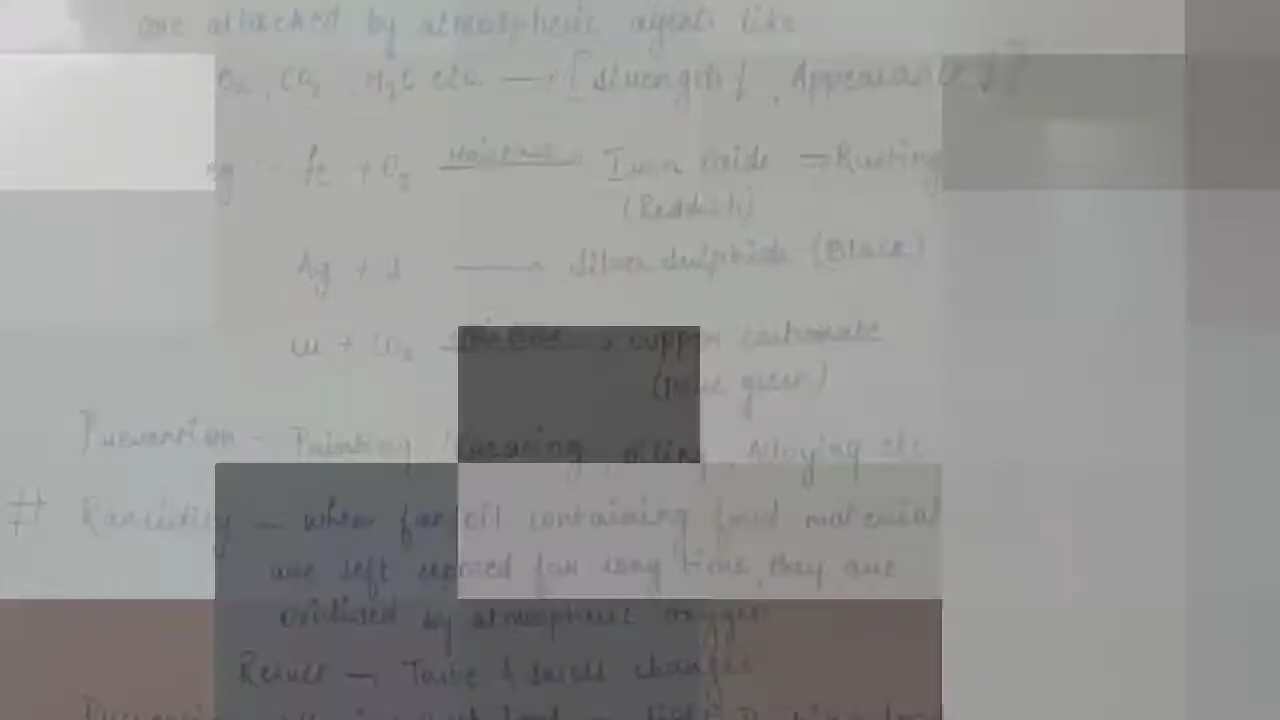 are attacked by atmospheric agents like
O₂, CO₂, H₂O etc → [strength ↓, Appearance ↓]
Eg - Fe + O₂ Moisture Iron oxide ⇒ Rusting
(Reddish)
Ag + S → Silver sulphide (Black)
Cu + CO₂ → copper carbonate
(Blue green)
Prevention - Painting, Greasing, oiling, Alloying etc
# Rancidity - when fat/oil containing food material
are left exposed for long time, they are
oxidised by atmospheric oxygen
Result → Taste & smell changes
Prevention